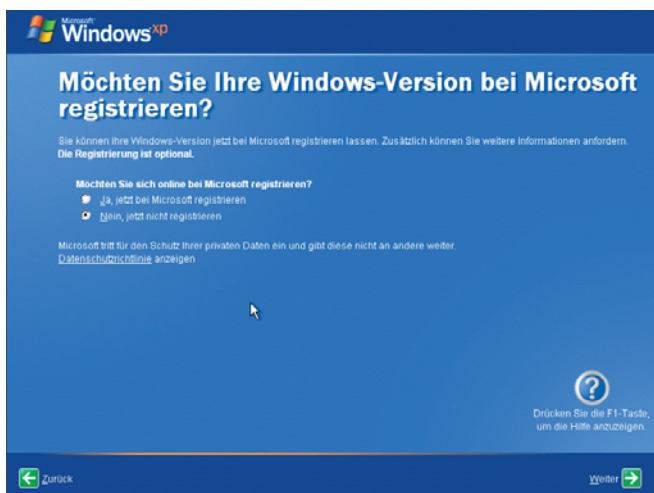 Microsoft
Windows xp
Möchten Sie Ihre Windows-Version bei Microsoft
registrieren?
Sie können Ihre Windows-Version jetzt bei Microsoft registrieren lassen. Zusätzlich können Sie weitere Informationen anfordern.
Die Registrierung ist optional.
Möchten Sie sich online bei Microsoft registrieren?
Ja, jetzt bei Microsoft registrieren
Nein, jetzt nicht registrieren
Microsoft tritt für den Schutz Ihrer privaten Daten ein und gibt diese nicht an andere weiter.
Datenschutzrichtlinie anzeigen
?
Drücken Sie die F1-Taste,
um die Hilfe anzuzeigen.
Zurück
Weiter